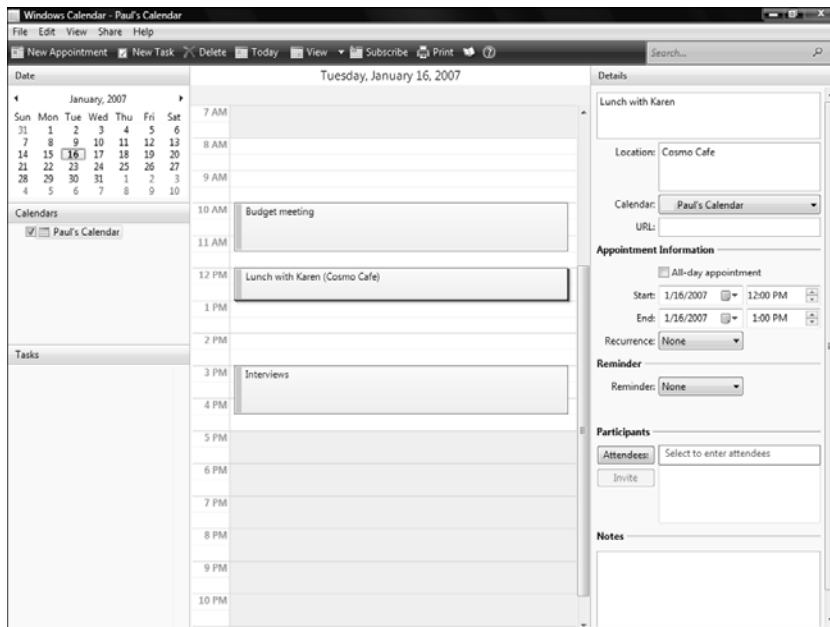 Windows Calendar - Paul's Calendar
File Edit View Share Help
New Appointment New Task Delete Today View Subscribe Print
Search...
Date
January, 2007
Sun Mon Tue Wed Thu Fri Sat
31 1 2 3 4 5 6
7 8 9 10 11 12 13
14 15 16 17 18 19 20
21 22 23 24 25 26 27
28 29 30 31 1 2 3
4 5 6 7 8 9 10
Calendars
Paul's Calendar
Tasks
Tuesday, January 16, 2007
7 AM
8 AM
9 AM
10 AM Budget meeting
11 AM
12 PM Lunch with Karen (Cosmo Cafe)
1 PM
2 PM
3 PM Interviews
4 PM
5 PM
6 PM
7 PM
8 PM
9 PM
10 PM
Details
Lunch with Karen
Location: Cosmo Cafe
Calendar: Paul's Calendar
URL:
Appointment Information
All-day appointment
Start: 1/16/2007 12:00 PM
End: 1/16/2007 1:00 PM
Recurrence: None
Reminder
Reminder: None
Participants
Attendees: Select to enter attendees
Invite
Notes